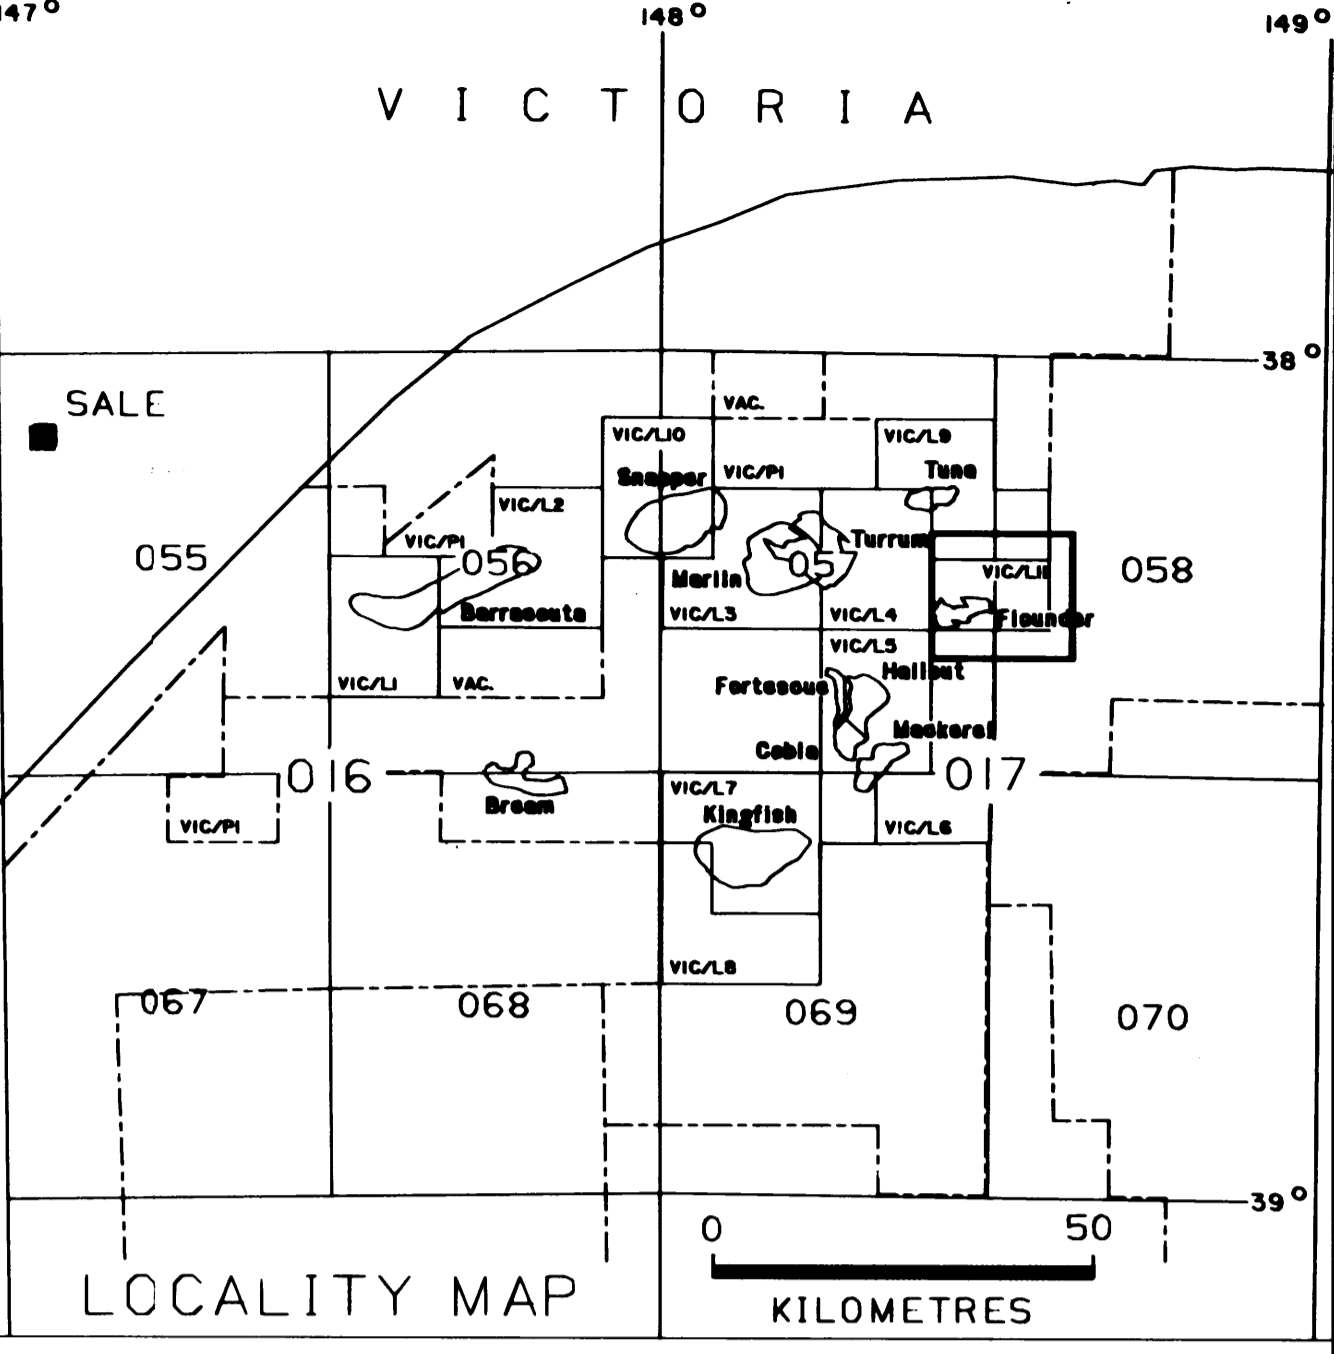 147° 148° 149°
VICTORIA
38°
SALE
VAC.
VIC/L10 VIC/L9
Snapper VIC/P1 Tuna
VIC/L2
055 VIC/P1 056 05 Turrum 058
Marlin VIC/L11
Barracouta VIC/L3 VIC/L4 Flounder
VIC/L5
VIC/L1 VAC. Fortescue Halibut
Cobia Mackerel
016 017
Bream VIC/L7
VIC/P1 Kingfish VIC/L6
VIC/L8
067 068 069 070
39°
0 50
LOCALITY MAP KILOMETRES